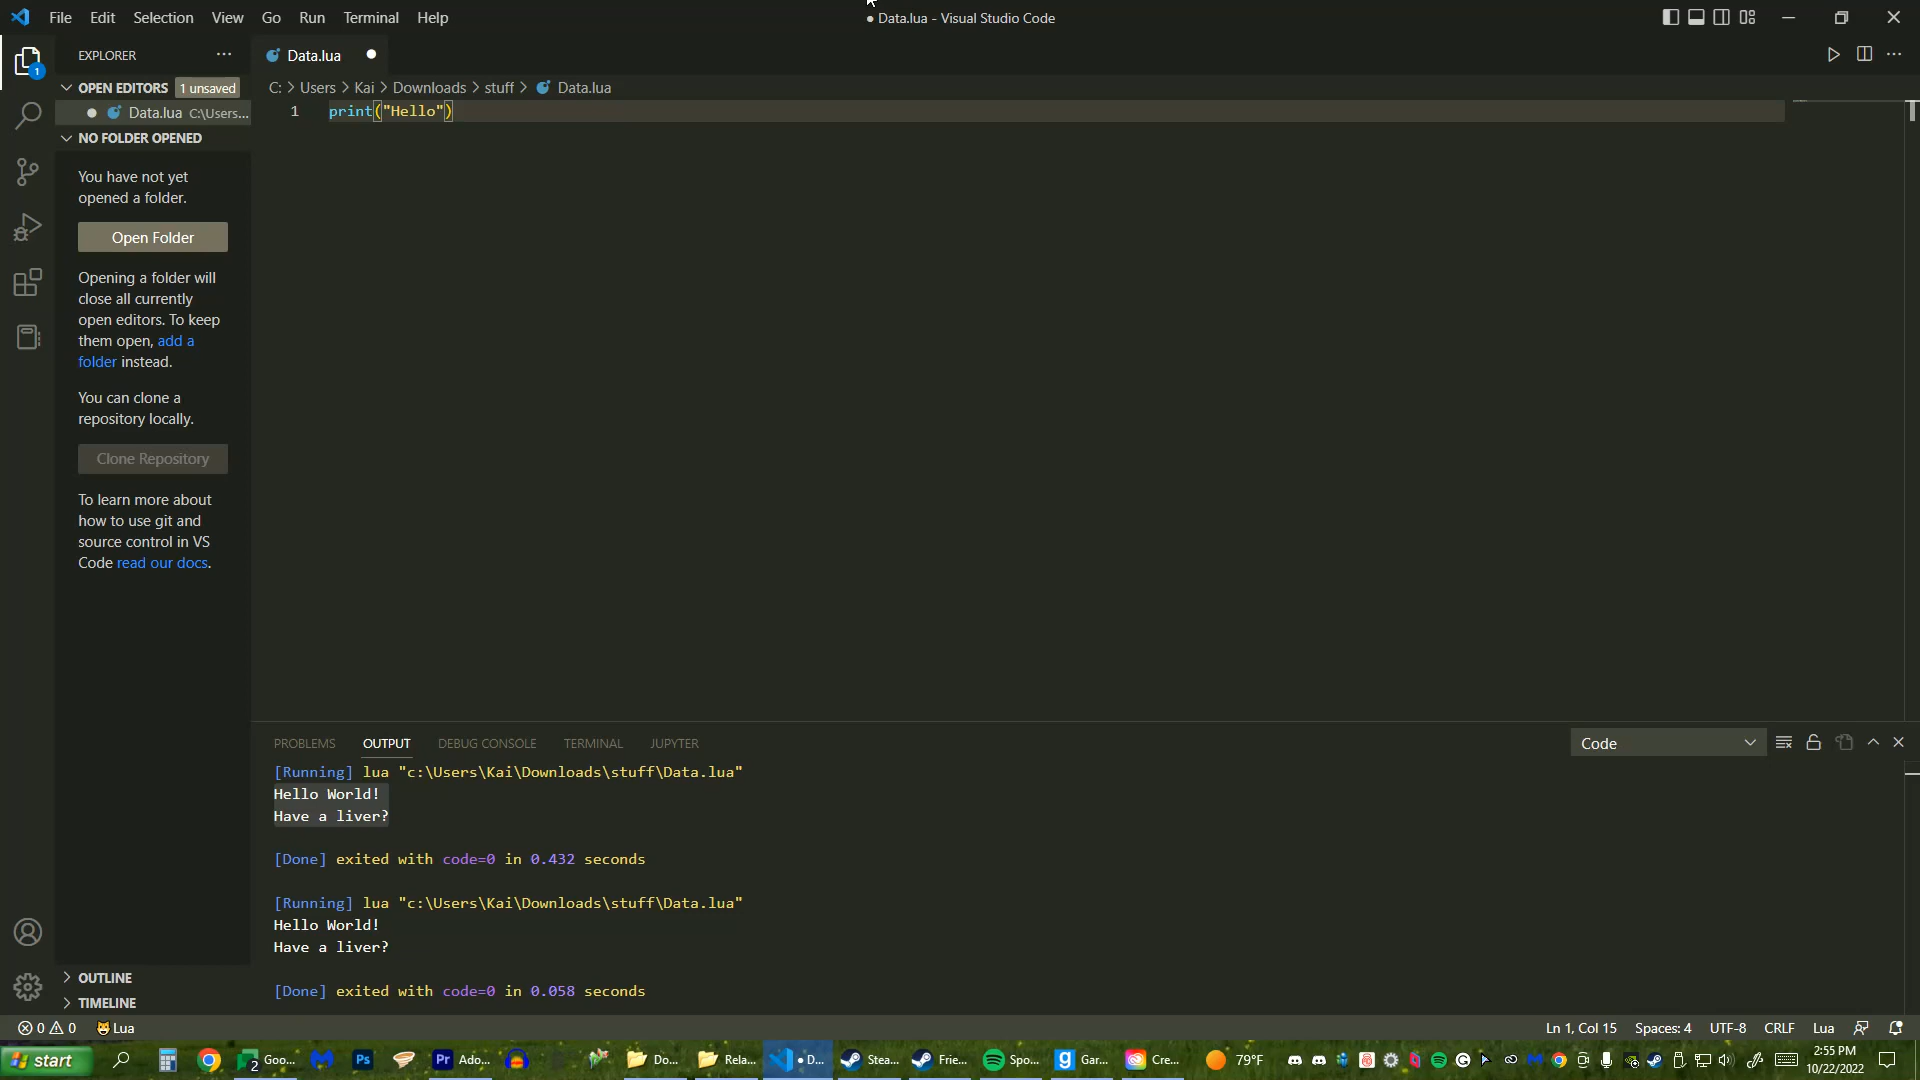 File Edit Selection View Go Run Terminal Help
● Data.lua - Visual Studio Code
EXPLORER
Data.lua
1
OPEN EDITORS 1 unsaved
Data.lua C:\Users...
NO FOLDER OPENED
You have not yet
opened a folder.
Open Folder
Opening a folder will
close all currently
open editors. To keep
them open, add a
folder instead.
You can clone a
repository locally.
Clone Repository
To learn more about
how to use git and
source control in VS
Code read our docs.
OUTLINE
TIMELINE
C: > Users > Kai > Downloads > stuff > Data.lua
1 print("Hello")
PROBLEMS OUTPUT DEBUG CONSOLE TERMINAL JUPYTER
Code
[Running] lua "c:\Users\Kai\Downloads\stuff\Data.lua"
Hello World!
Have a liver?
[Done] exited with code=0 in 0.432 seconds
[Running] lua "c:\Users\Kai\Downloads\stuff\Data.lua"
Hello World!
Have a liver?
[Done] exited with code=0 in 0.058 seconds
0 0 Lua
Ln 1, Col 15 Spaces: 4 UTF-8 CRLF Lua
start 2 Goo... Ps Pr Ado... Do... Rela... ● D... Stea... Frie... Spo... g Gar... Cre... 79°F
2:55 PM
10/22/2022